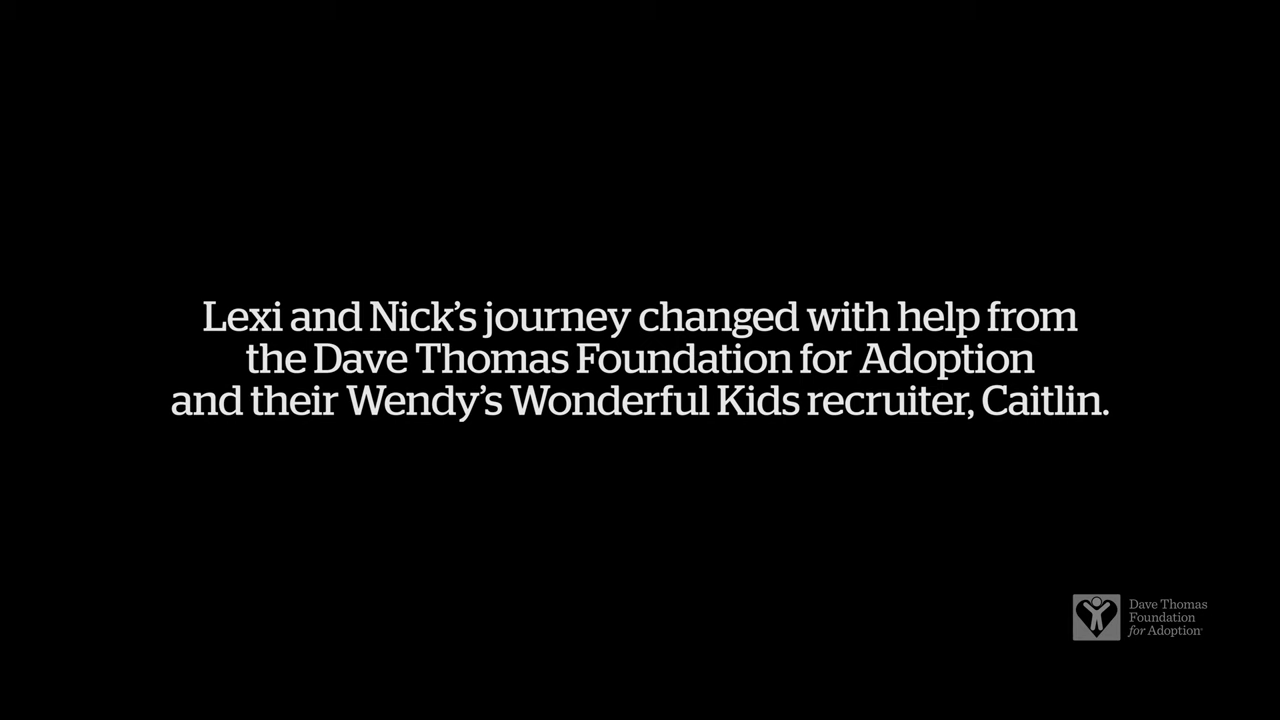 Lexi and Nick’s journey changed with help from
the Dave Thomas Foundation for Adoption
and their Wendy’s Wonderful Kids recruiter, Caitlin.
Dave Thomas
Foundation
for Adoption